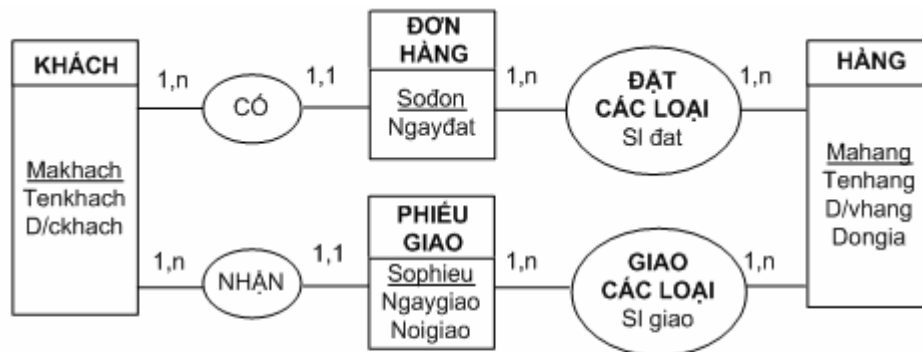 KHÁCH
Makhach
Tenkhach
D/ckhach
1,n
CÓ
1,1
ĐƠN
HÀNG
Sođon
Ngayđat
1,n
ĐẶT
CÁC LOẠI
Sl đat
1,n
HÀNG
Mahang
Tenhang
D/vhang
Dongia
1,n
NHẬN
1,1
PHIẾU
GIAO
Sophieu
Ngaygiao
Noigiao
1,n
GIAO
CÁC LOẠI
Sl giao
1,n